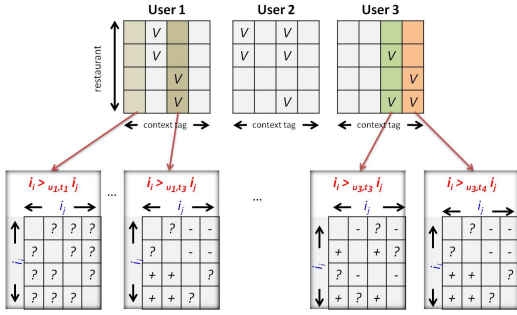 User 1 User 2 User 3
restaurant
V V V
V V V V
V V
V V V V
context tag context tag context tag
i_i > _{u1,t1} i_j ... i_i > _{u1,t3} i_j ... i_i > _{u3,t3} i_j i_i > _{u3,t4} i_j
i_j i_j i_j i_j
i_i i_i i_i i_i
? ? ? ? - - - ? - ? - -
? ? ? ? - - + + ? ? - -
? ? ? + + ? ? - - + + ?
? ? ? + + ? + + ? + + ?